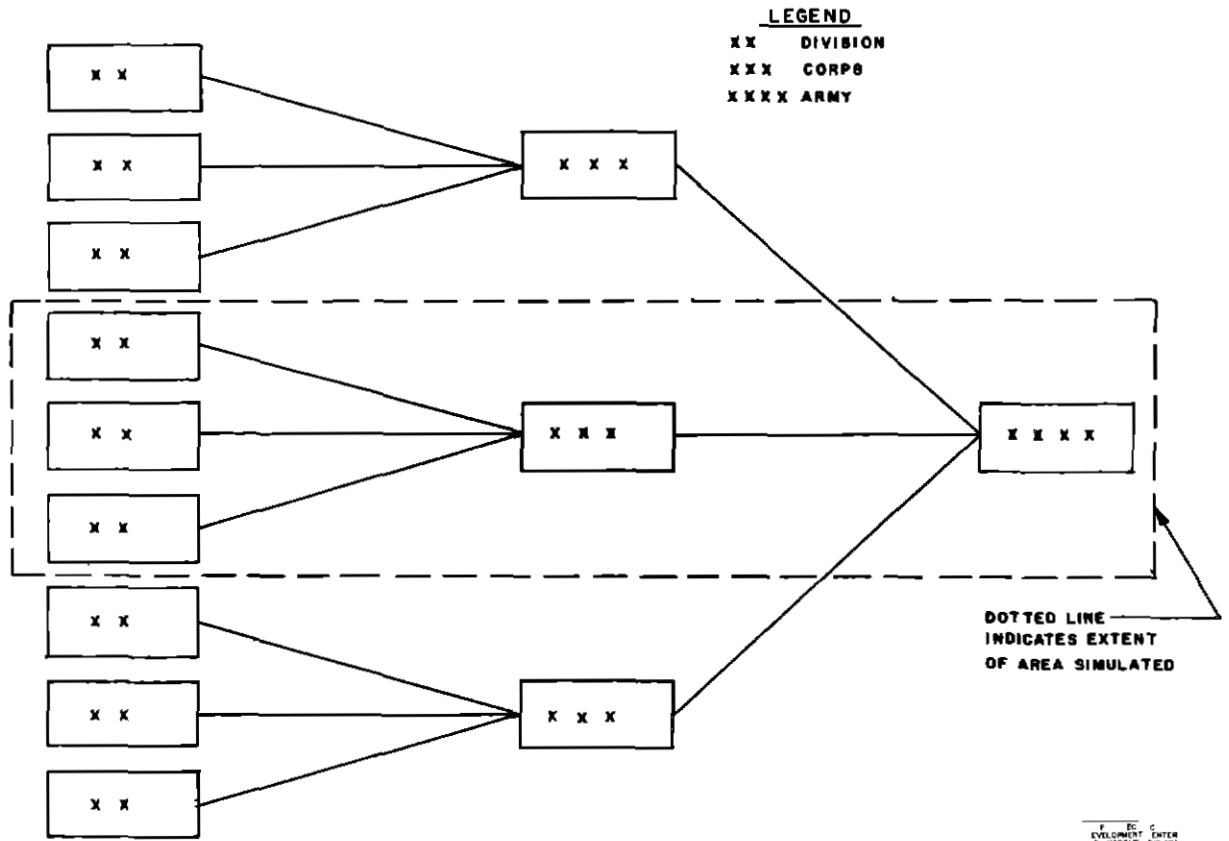 LEGEND
XX DIVISION
XXX CORPS
XXXX ARMY
X X
X X
X X X
X X
X X
X X
X X X
X X X X
X X
X X
DOTTED LINE
INDICATES EXTENT
OF AREA SIMULATED
X X
X X X
X X